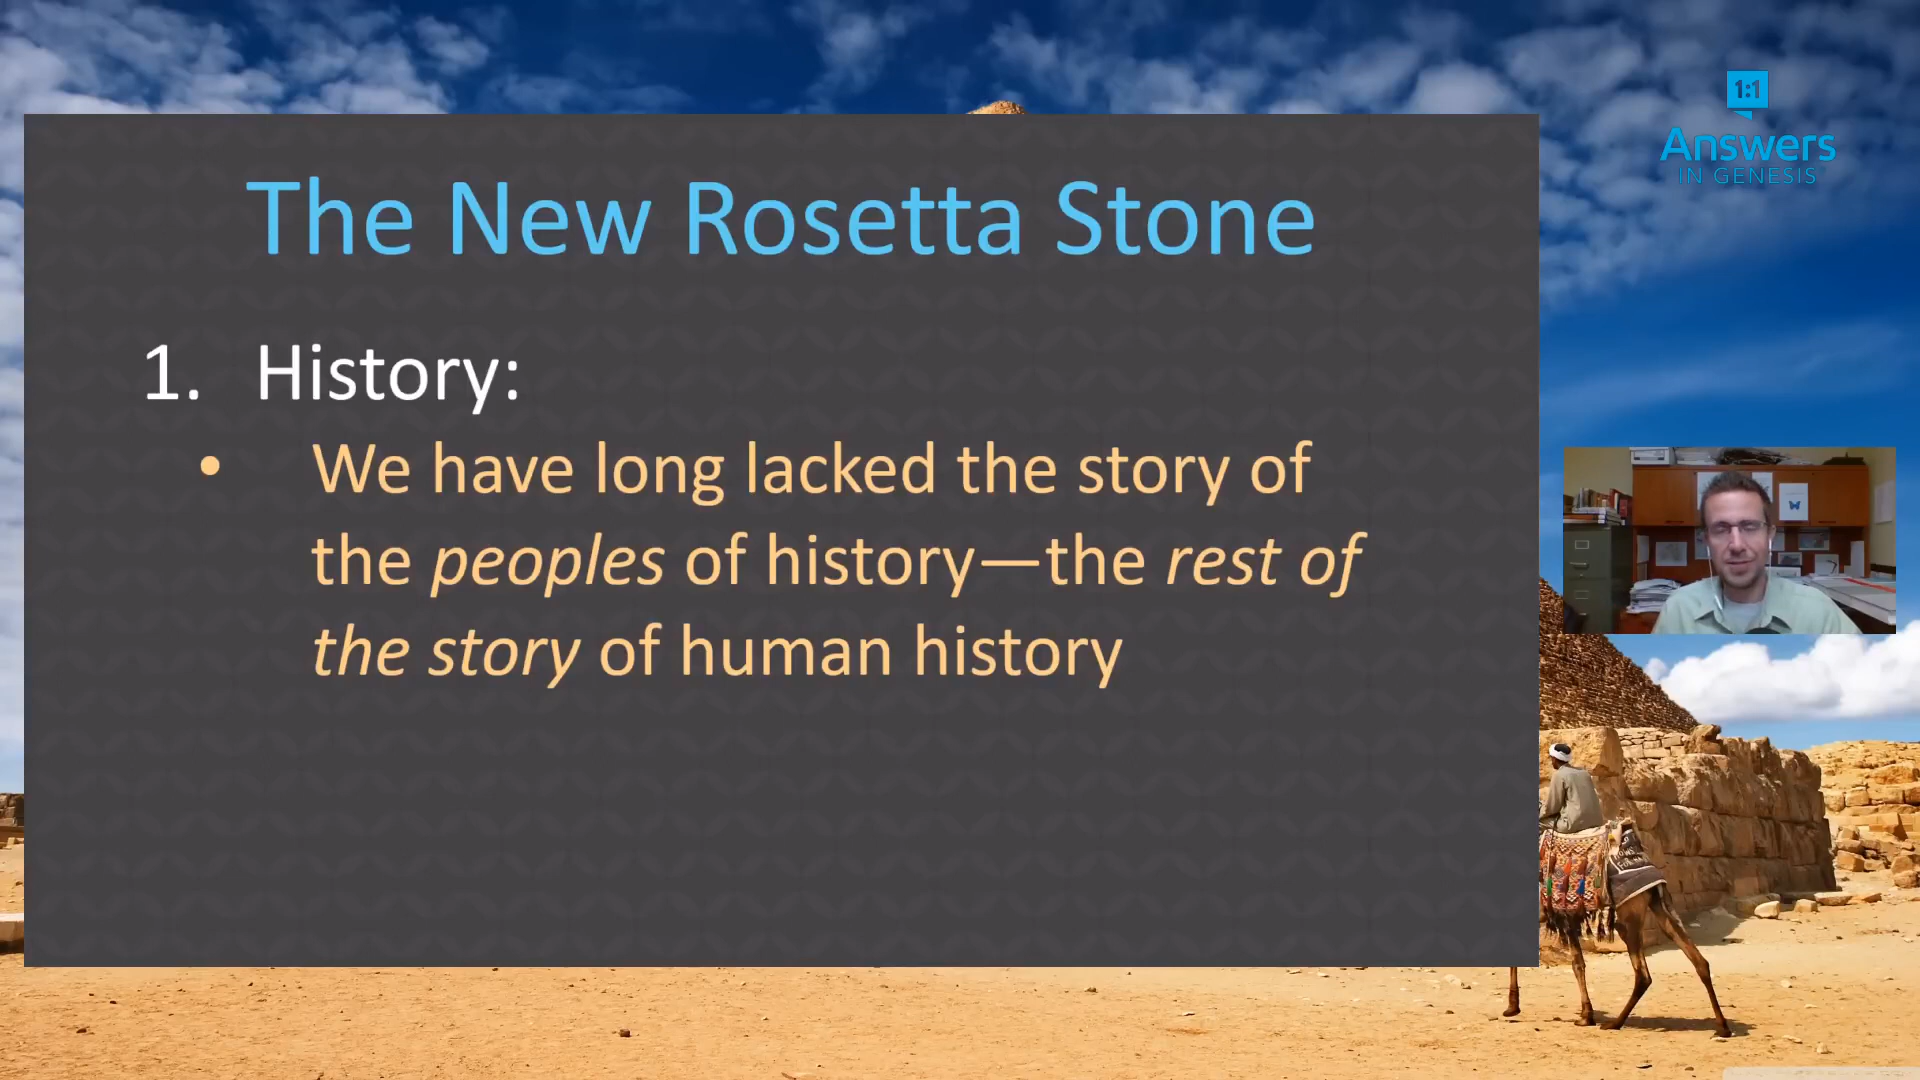 1:1
Answers
IN GENESIS
The New Rosetta Stone
1. History:
• We have long lacked the story of
the peoples of history—the rest of
the story of human history